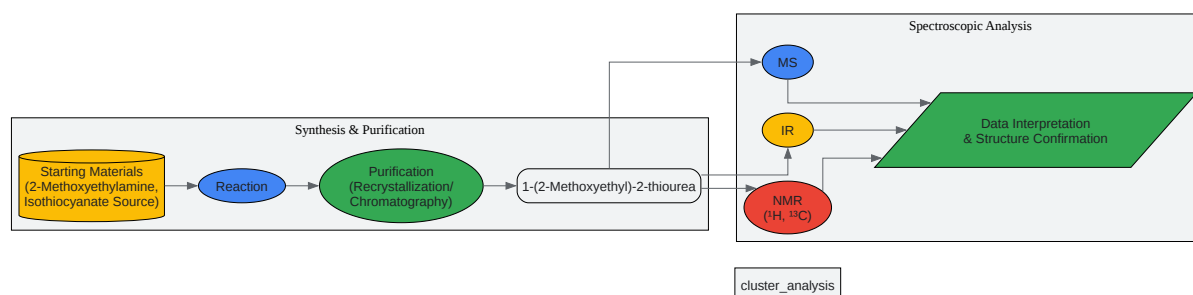 Synthesis & Purification
Starting Materials
(2-Methoxyethylamine,
Isothiocyanate Source)
Reaction
Purification
(Recrystallization/
Chromatography)
1-(2-Methoxyethyl)-2-thiourea
Spectroscopic Analysis
MS
IR
NMR
(¹H, ¹³C)
Data Interpretation
& Structure Confirmation
cluster_analysis